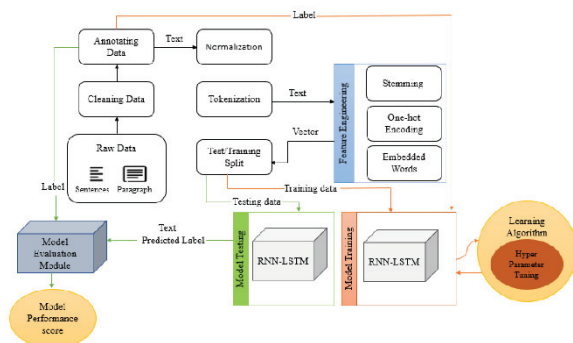 Label
Annotating
Data
Text
Normalization
Cleaning Data
Tokenization
Text
Feature Engineering
Stemming
One-hot
Encoding
Embedded
Words
Vector
Raw Data
Sentences
Paragraph
Test/Training
Split
Label
Training data
Testing data
Text
Predicted Label
Model
Evaluation
Module
Model Testing
RNN-LSTM
Model Training
RNN-LSTM
Learning
Algorithm
Hyper
Parameter
Tuning
Model
Performance
score